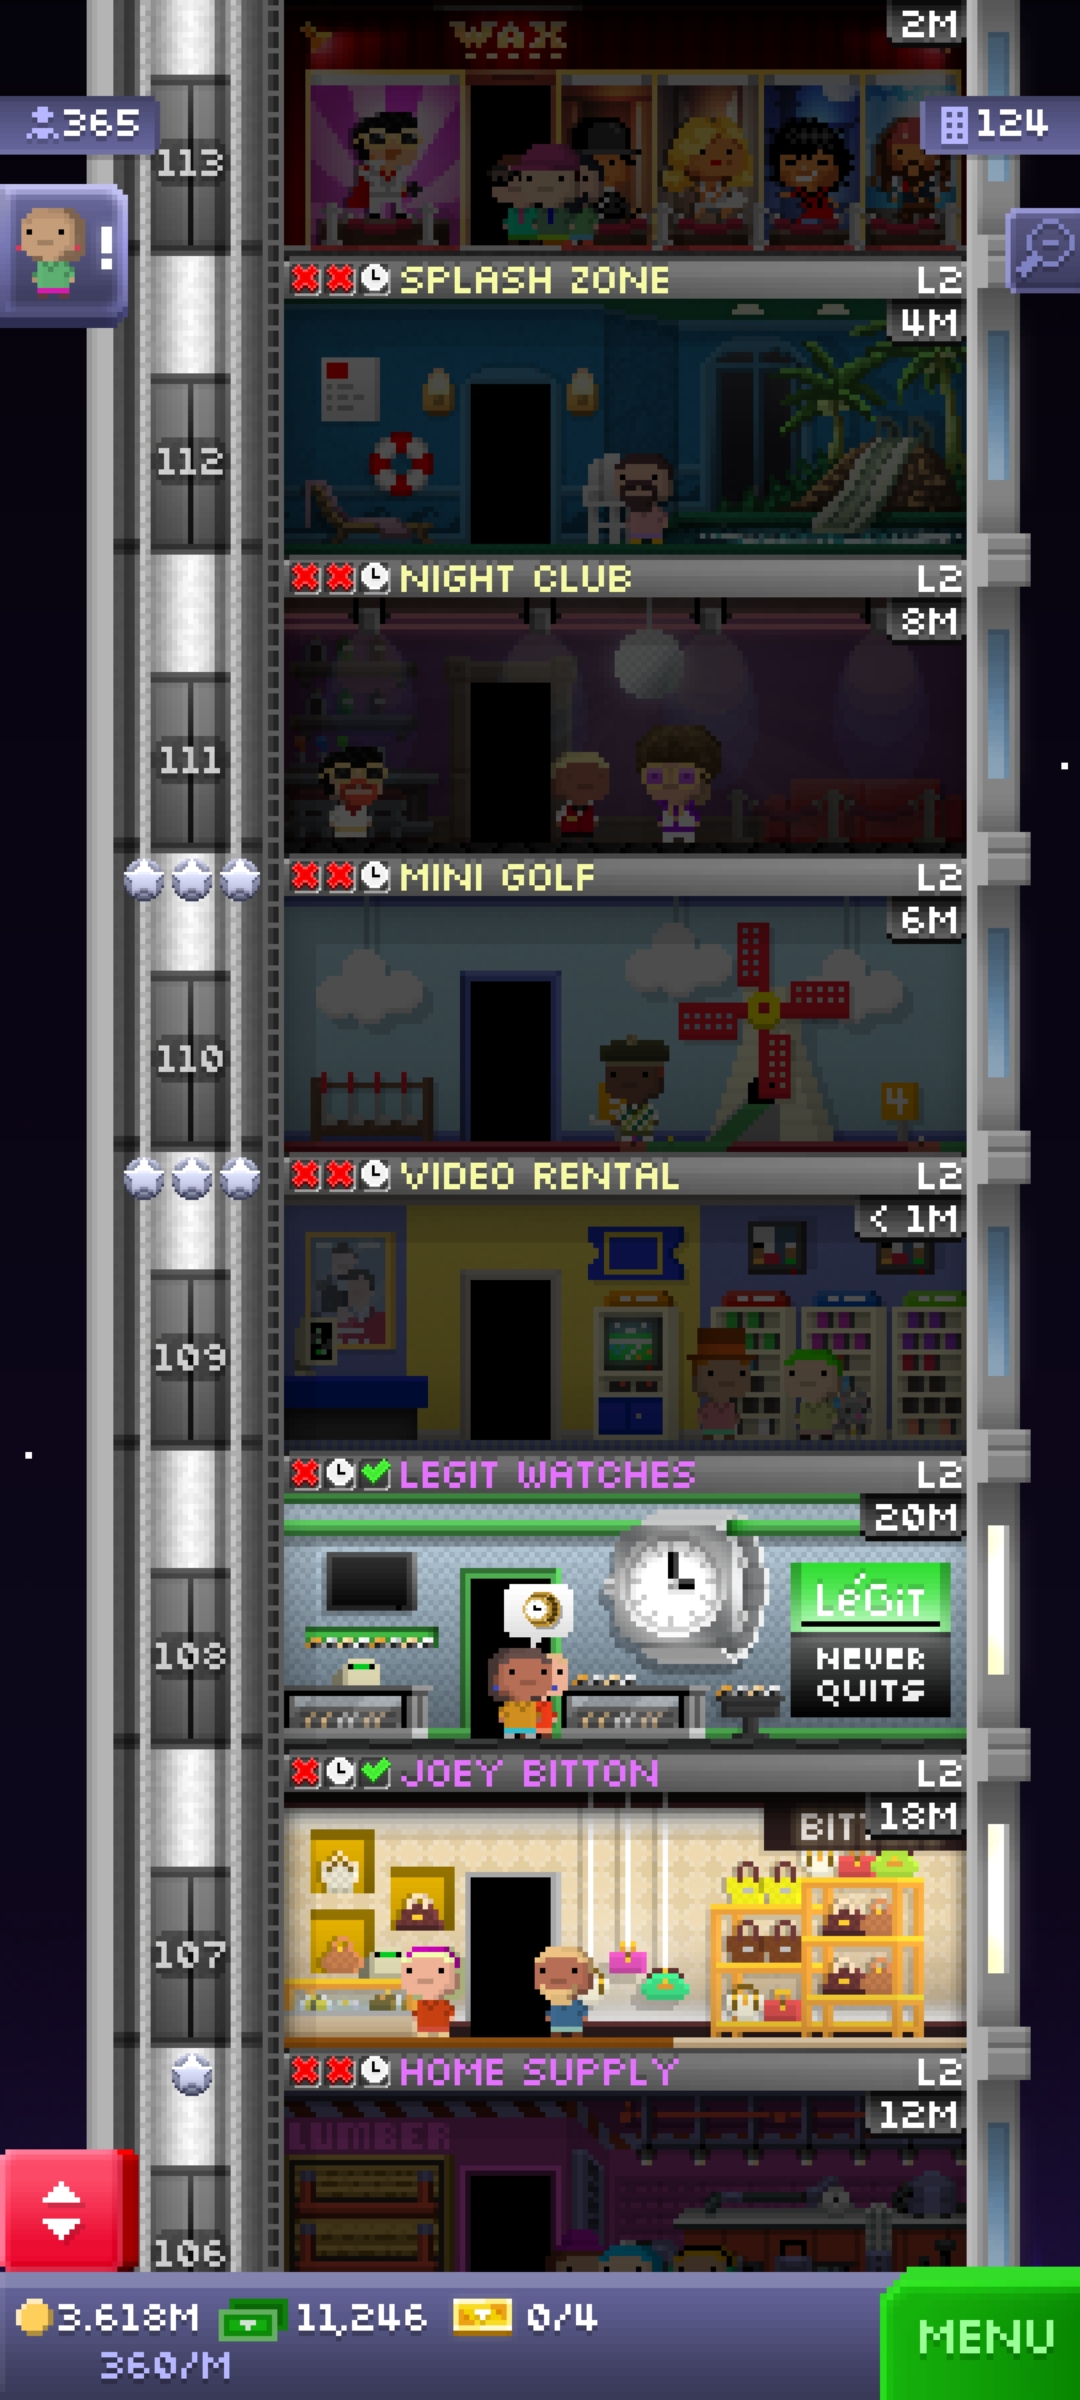 2M
WAX
365
124
113
!
SPLASH ZONE
L2
4M
112
NIGHT CLUB
L2
8M
111
MINI GOLF
L2
6M
110
4
VIDEO RENTAL
L2
< 1M
109
LEGIT WATCHES
L2
20M
LéGiT
NEVER
QUITS
108
JOEY BITTON
L2
18M
BIT
107
HOME SUPPLY
L2
12M
LUMBER
106
3.618M
11,246
0/4
MENU
360/M